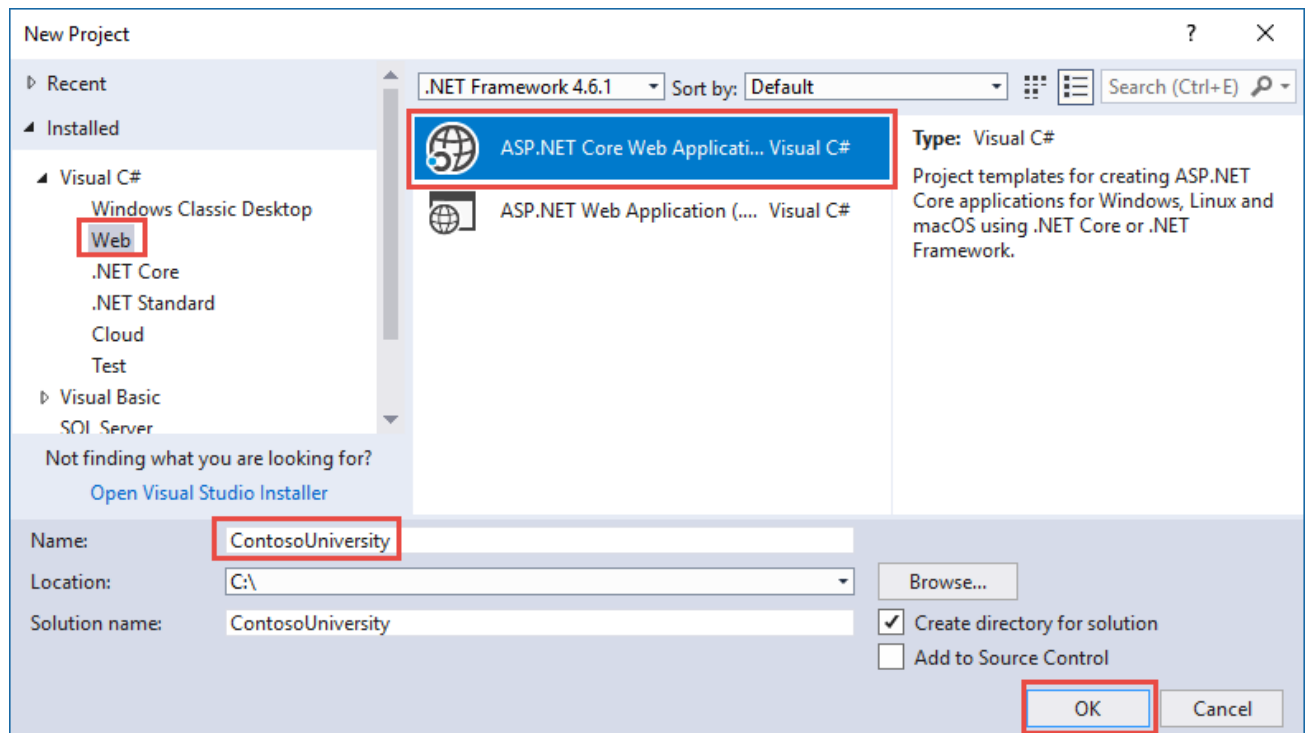 New Project
?
Recent
Installed
Visual C#
Windows Classic Desktop
Web
.NET Core
.NET Standard
Cloud
Test
Visual Basic
SQL Server
Not finding what you are looking for?
Open Visual Studio Installer
.NET Framework 4.6.1 Sort by: Default
Search (Ctrl+E)
ASP.NET Core Web Applicati... Visual C#
ASP.NET Web Application (.... Visual C#
Type: Visual C#
Project templates for creating ASP.NET
Core applications for Windows, Linux and
macOS using .NET Core or .NET
Framework.
Name: ContosoUniversity
Location: C:\
Browse...
Solution name: ContosoUniversity
Create directory for solution
Add to Source Control
OK
Cancel